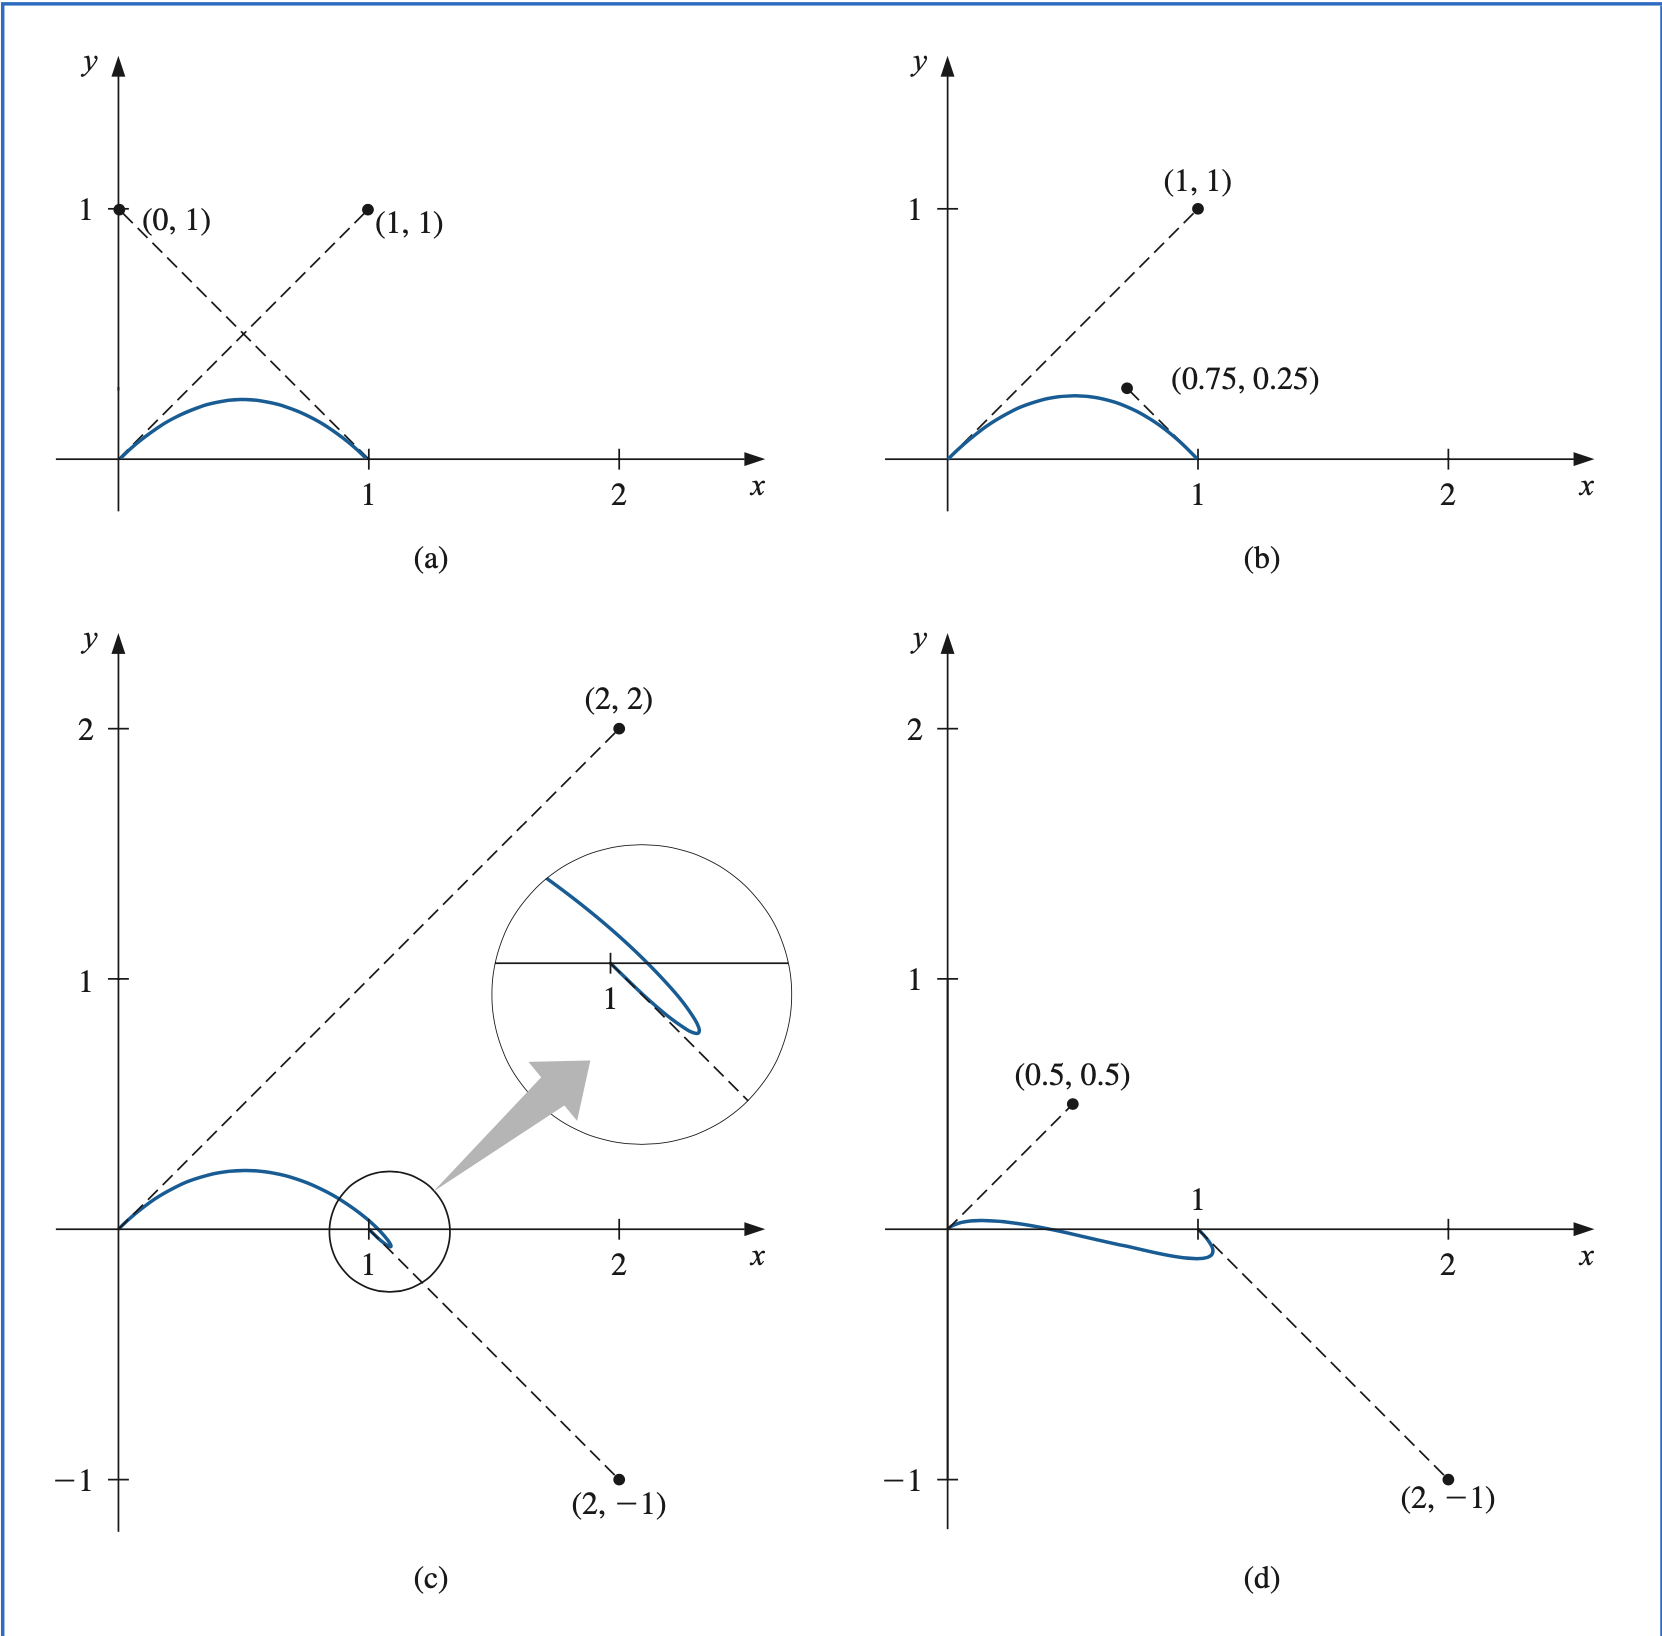 y
1
(0, 1)
(1, 1)
1
2
x
(a)
y
(1, 1)
1
(0.75, 0.25)
1
2
x
(b)
y
(2, 2)
2
1
1
1
2
x
−1
(2, −1)
(c)
y
2
1
(0.5, 0.5)
1
2
x
−1
(2, −1)
(d)